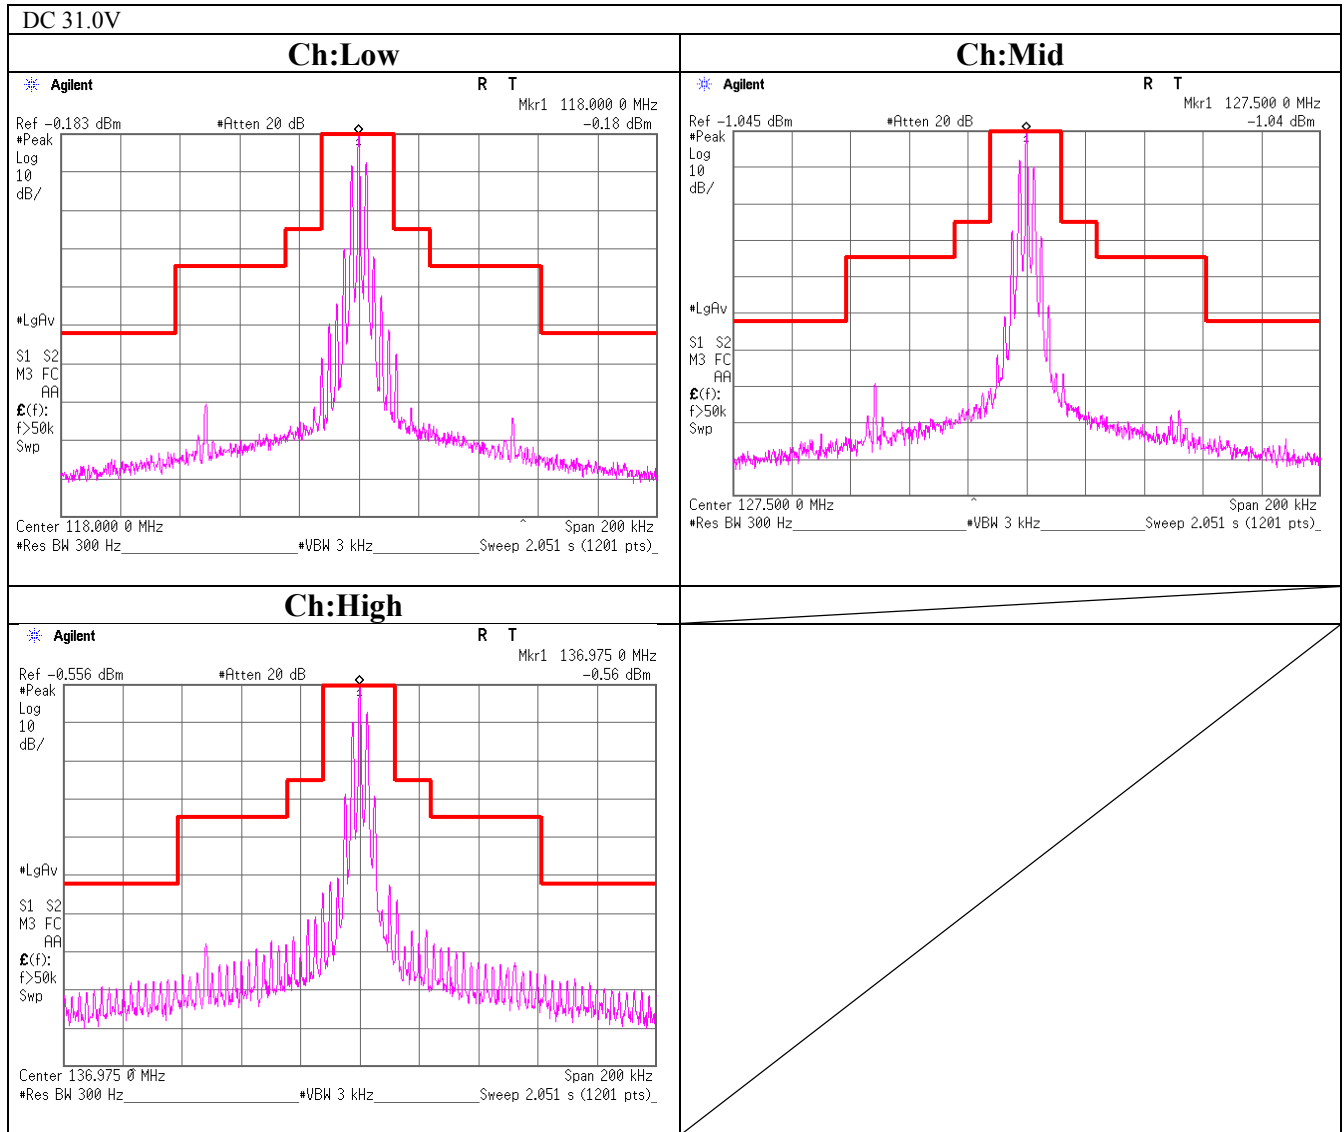 DC 31.0V
Ch:Low
Agilent
R T
Mkr1 118.000 0 MHz
Ref -0.183 dBm #Atten 20 dB -0.18 dBm
#Peak
Log
10
dB/
1
#LgAv
S1 S2
M3 FC
AA
£(f):
f>50k
Swp
Center 118.000 0 MHz Span 200 kHz
#Res BW 300 Hz #VBW 3 kHz Sweep 2.051 s (1201 pts)
Ch:Mid
Agilent
R T
Mkr1 127.500 0 MHz
Ref -1.045 dBm #Atten 20 dB -1.04 dBm
#Peak
Log
10
dB/
1
#LgAv
S1 S2
M3 FC
AA
£(f):
f>50k
Swp
Center 127.500 0 MHz Span 200 kHz
#Res BW 300 Hz #VBW 3 kHz Sweep 2.051 s (1201 pts)
Ch:High
Agilent
R T
Mkr1 136.975 0 MHz
Ref -0.556 dBm #Atten 20 dB -0.56 dBm
#Peak
Log
10
dB/
1
#LgAv
S1 S2
M3 FC
AA
£(f):
f>50k
Swp
Center 136.975 0 MHz Span 200 kHz
#Res BW 300 Hz #VBW 3 kHz Sweep 2.051 s (1201 pts)